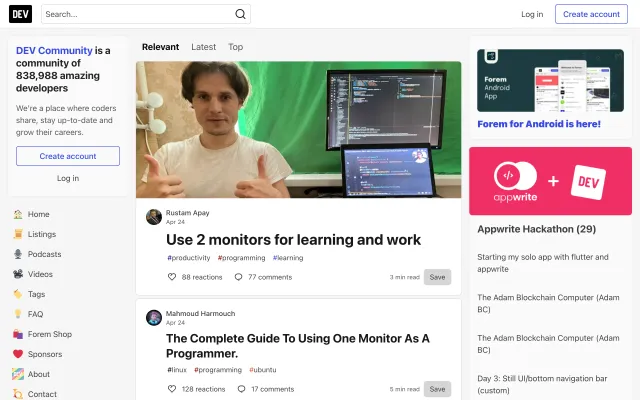 DEV
Search...
Log in
Create account
DEV Community is a
community of
838,988 amazing
developers
We're a place where coders
share, stay up-to-date and
grow their careers.
Create account
Log in
Home
Listings
Podcasts
Videos
Tags
FAQ
Forem Shop
Sponsors
About
Contact
Relevant
Latest
Top
Rustam Apay
Apr 24
Use 2 monitors for learning and work
#productivity #programming #learning
88 reactions
77 comments
3 min read
Save
Mahmoud Harmouch
Apr 24
The Complete Guide To Using One Monitor As A
Programmer.
#linux #programming #ubuntu
128 reactions
17 comments
5 min read
Save
Forem
Android
App
Forem for Android is here!
appwrite
+
DEV
Appwrite Hackathon (29)
Starting my solo app with flutter and
appwrite
The Adam Blockchain Computer (Adam
BC)
The Adam Blockchain Computer (Adam
BC)
Day 3: Still UI/bottom navigation bar
(custom)